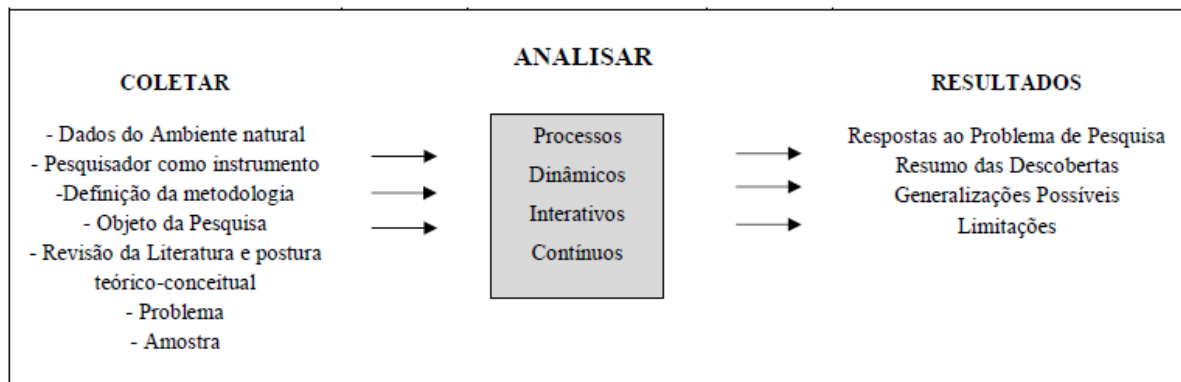 COLETAR
- Dados do Ambiente natural
- Pesquisador como instrumento
-Definição da metodologia
- Objeto da Pesquisa
- Revisão da Literatura e postura
teórico-conceitual
- Problema
- Amostra
ANALISAR
Processos
Dinâmicos
Interativos
Contínuos
RESULTADOS
Respostas ao Problema de Pesquisa
Resumo das Descobertas
Generalizações Possíveis
Limitações